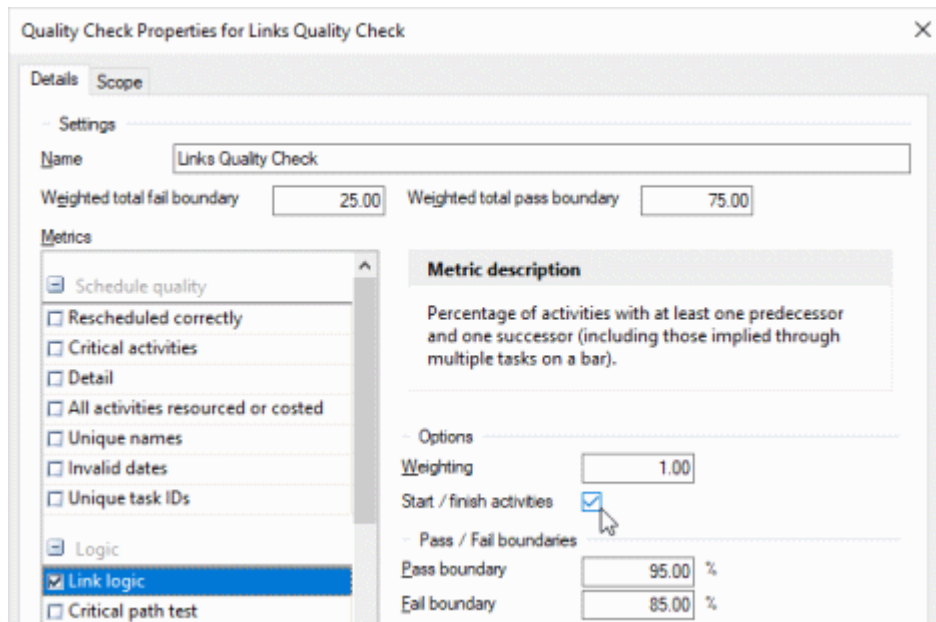 Quality Check Properties for Links Quality Check
Details Scope
Settings
Name Links Quality Check
Weighted total fail boundary 25.00 Weighted total pass boundary 75.00
Metrics
Schedule quality
Rescheduled correctly
Critical activities
Detail
All activities resourced or costed
Unique names
Invalid dates
Unique task IDs
Logic
Link logic
Critical path test
Metric description
Percentage of activities with at least one predecessor
and one successor (including those implied through
multiple tasks on a bar).
Options
Weighting 1.00
Start / finish activities
Pass / Fail boundaries
Pass boundary 95.00 %
Fail boundary 85.00 %